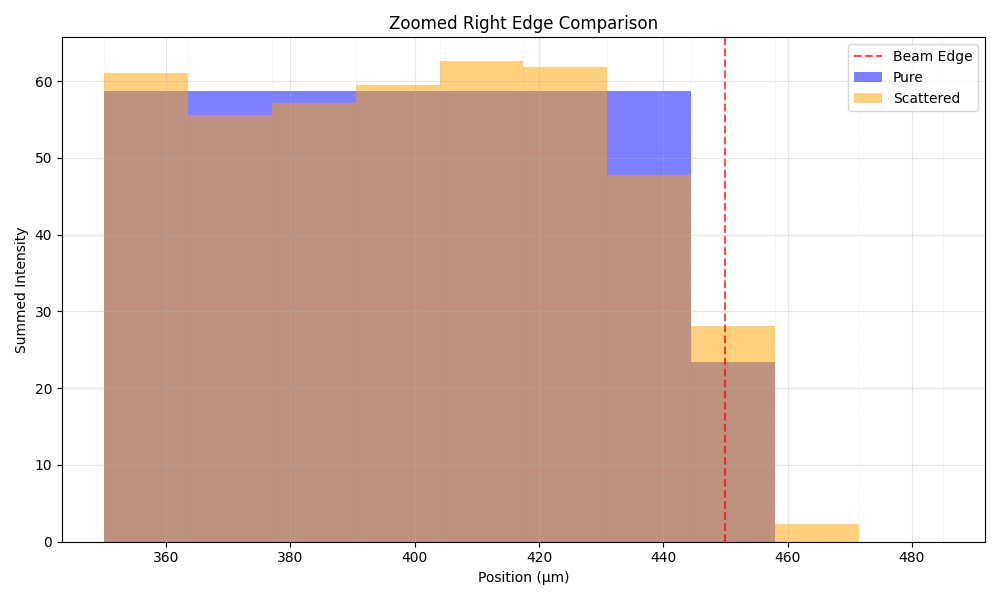 Zoomed Right Edge Comparison
Beam Edge
Pure
Scattered
Summed Intensity
60
50
40
30
20
10
0
360 380 400 420 440 460 480
Position (μm)